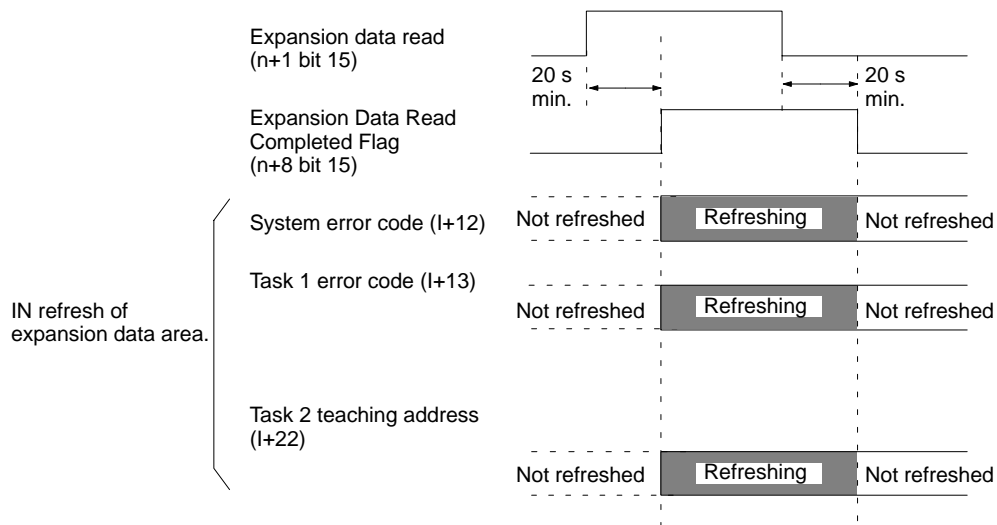 Expansion data read
(n+1 bit 15)
20 s
min.
20 s
min.
Expansion Data Read
Completed Flag
(n+8 bit 15)
System error code (I+12)
Not refreshed
Refreshing
Not refreshed
Task 1 error code (I+13)
Not refreshed
Refreshing
Not refreshed
IN refresh of
expansion data area.
Task 2 teaching address
(I+22)
Not refreshed
Refreshing
Not refreshed